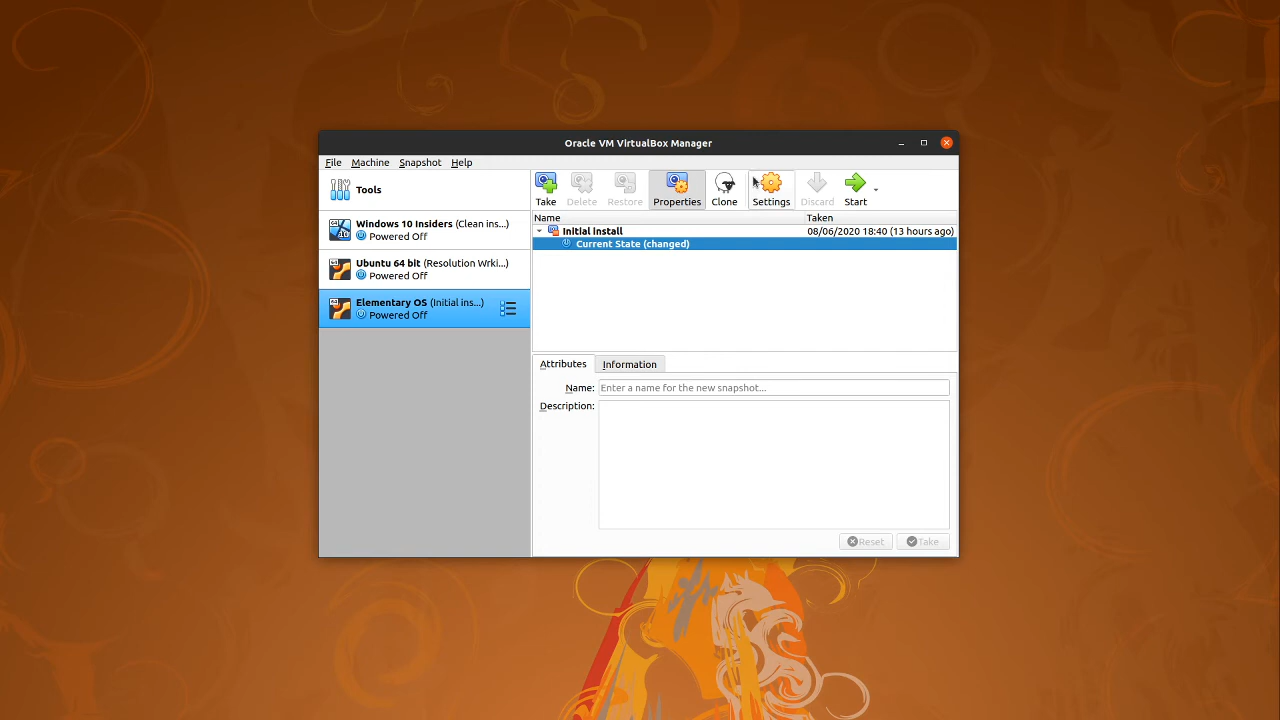 Oracle VM VirtualBox Manager
File Machine Snapshot Help
Tools
Take Delete Restore Properties Clone Settings Discard Start
Name Taken
Initial Install 08/06/2020 18:40 (13 hours ago)
Current State (changed)
Windows 10 Insiders (Clean ins...)
Powered Off
Ubuntu 64 bit (Resolution Wrki...)
Powered Off
Elementary OS (Initial ins...)
Powered Off
Attributes Information
Name: Enter a name for the new snapshot...
Description:
Reset Take